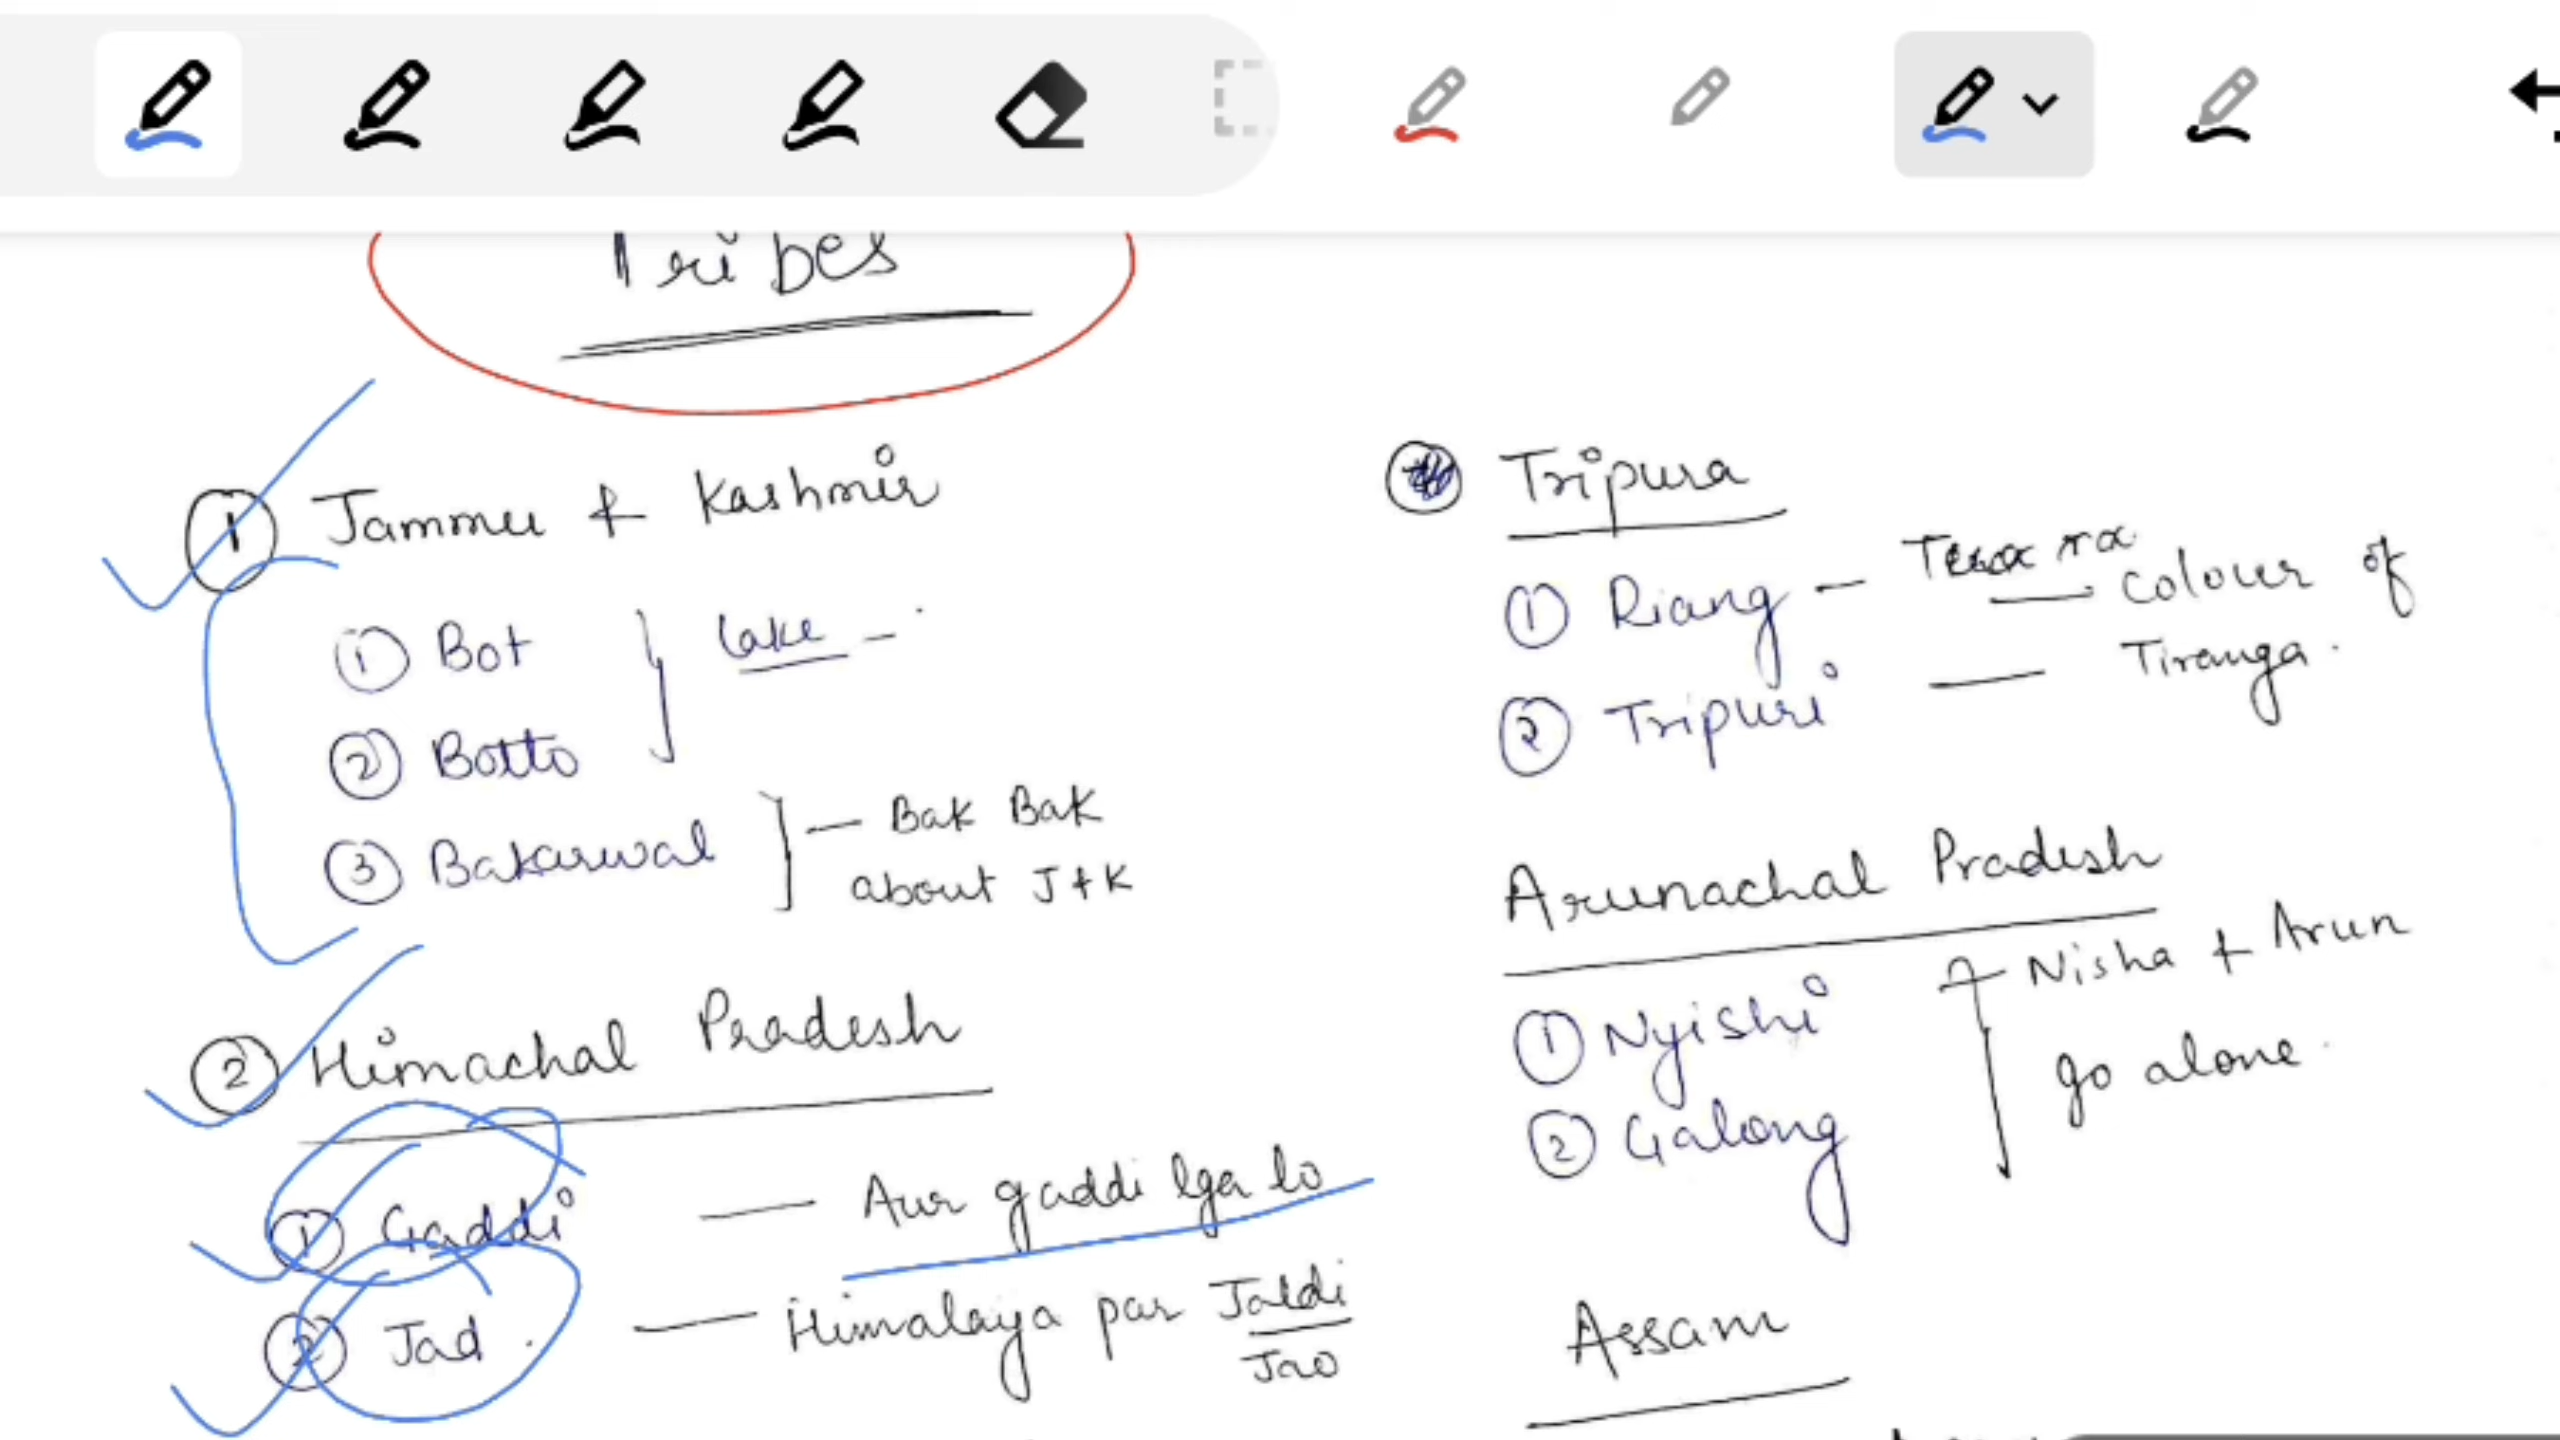 Tribes
1 Jammu & Kashmir
1 Bot
lake -
2 Botto
3 Bakarwal
- Bak Bak
about J+K
2 Himachal Pradesh
1 Gaddi — Aur gaddi lga lo
2 Jad. — Himalaya par Jaldi
Jao
Tripura
1 Riang - Tera ra
— Colour of
2 Tripuri — Tiranga.
Arunachal Pradesh
Nisha + Arun
1 Nyishi
go alone.
2 Galong
Assam